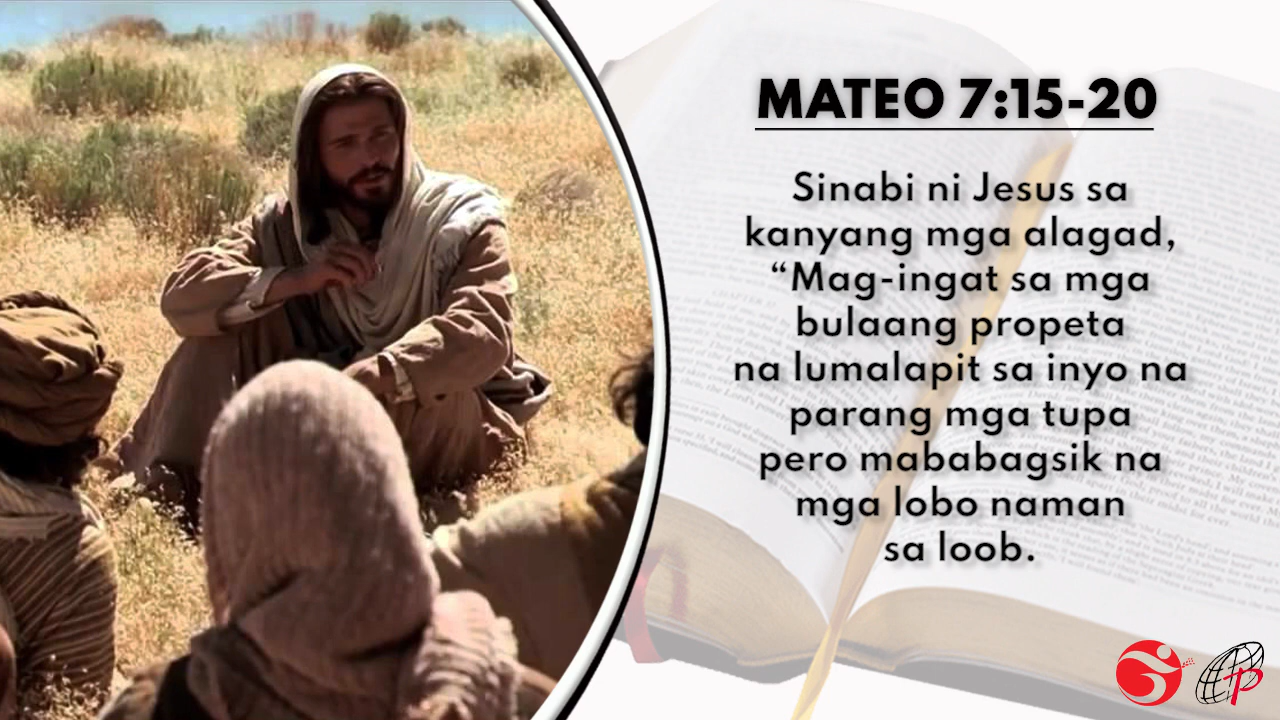 MATEO 7:15-20
Sinabi ni Jesus sa
kanyang mga alagad,
“Mag-ingat sa mga
bulaang propeta
na lumalapit sa inyo na
parang mga tupa
pero mababagsik na
mga lobo naman
sa loob.